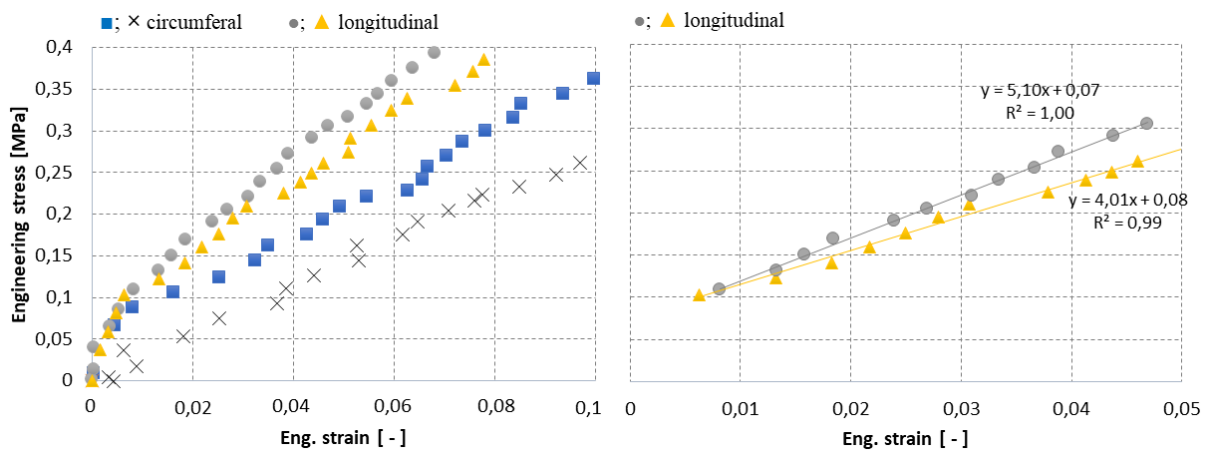 ; × circumferal ; longitudinal
; longitudinal
Engineering stress [MPa]
0,4
0,3
0,35
0,25
0,2
0,15
0,1
0,05
0
0 0,02 0,04 0,06 0,08 0,1
Eng. strain [ - ]
y = 5,10x + 0,07
R² = 1,00
y = 4,01x + 0,08
R² = 0,99
0 0,01 0,02 0,03 0,04 0,05
Eng. strain [ - ]